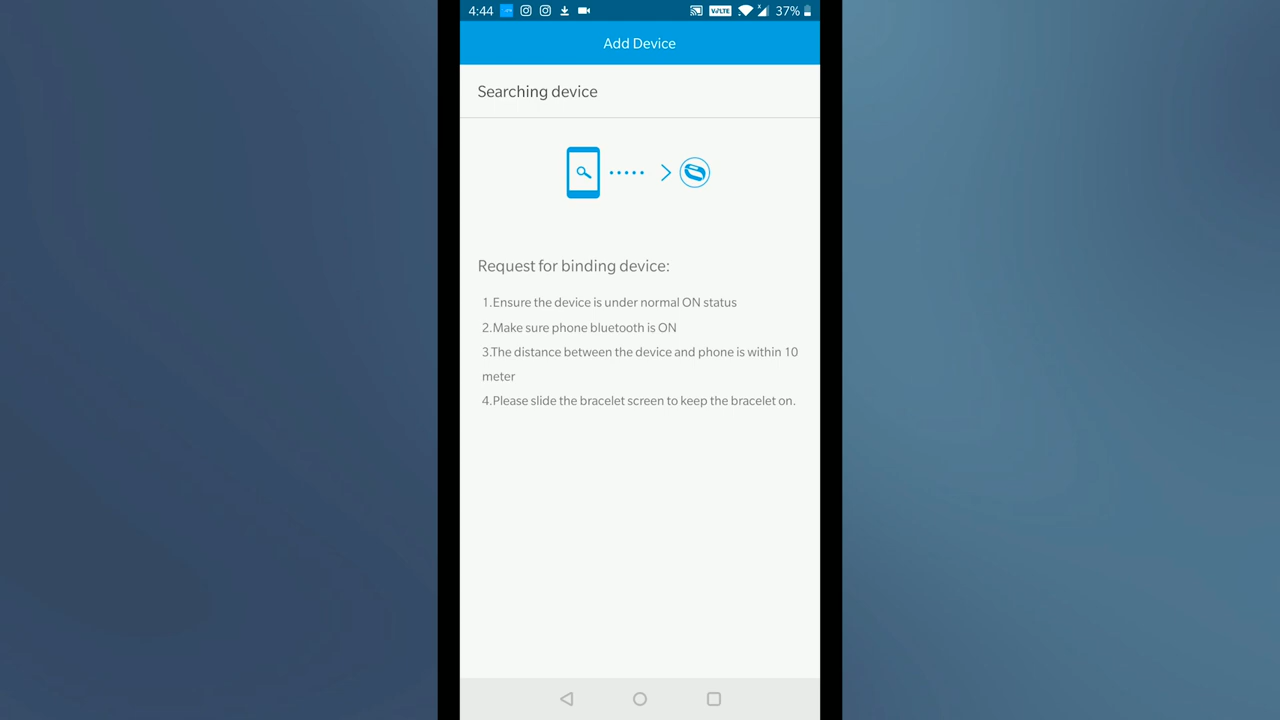 4:44 VoLTE 37%
Add Device
Searching device
Request for binding device:
1.Ensure the device is under normal ON status
2.Make sure phone bluetooth is ON
3.The distance between the device and phone is within 10
meter
4.Please slide the bracelet screen to keep the bracelet on.